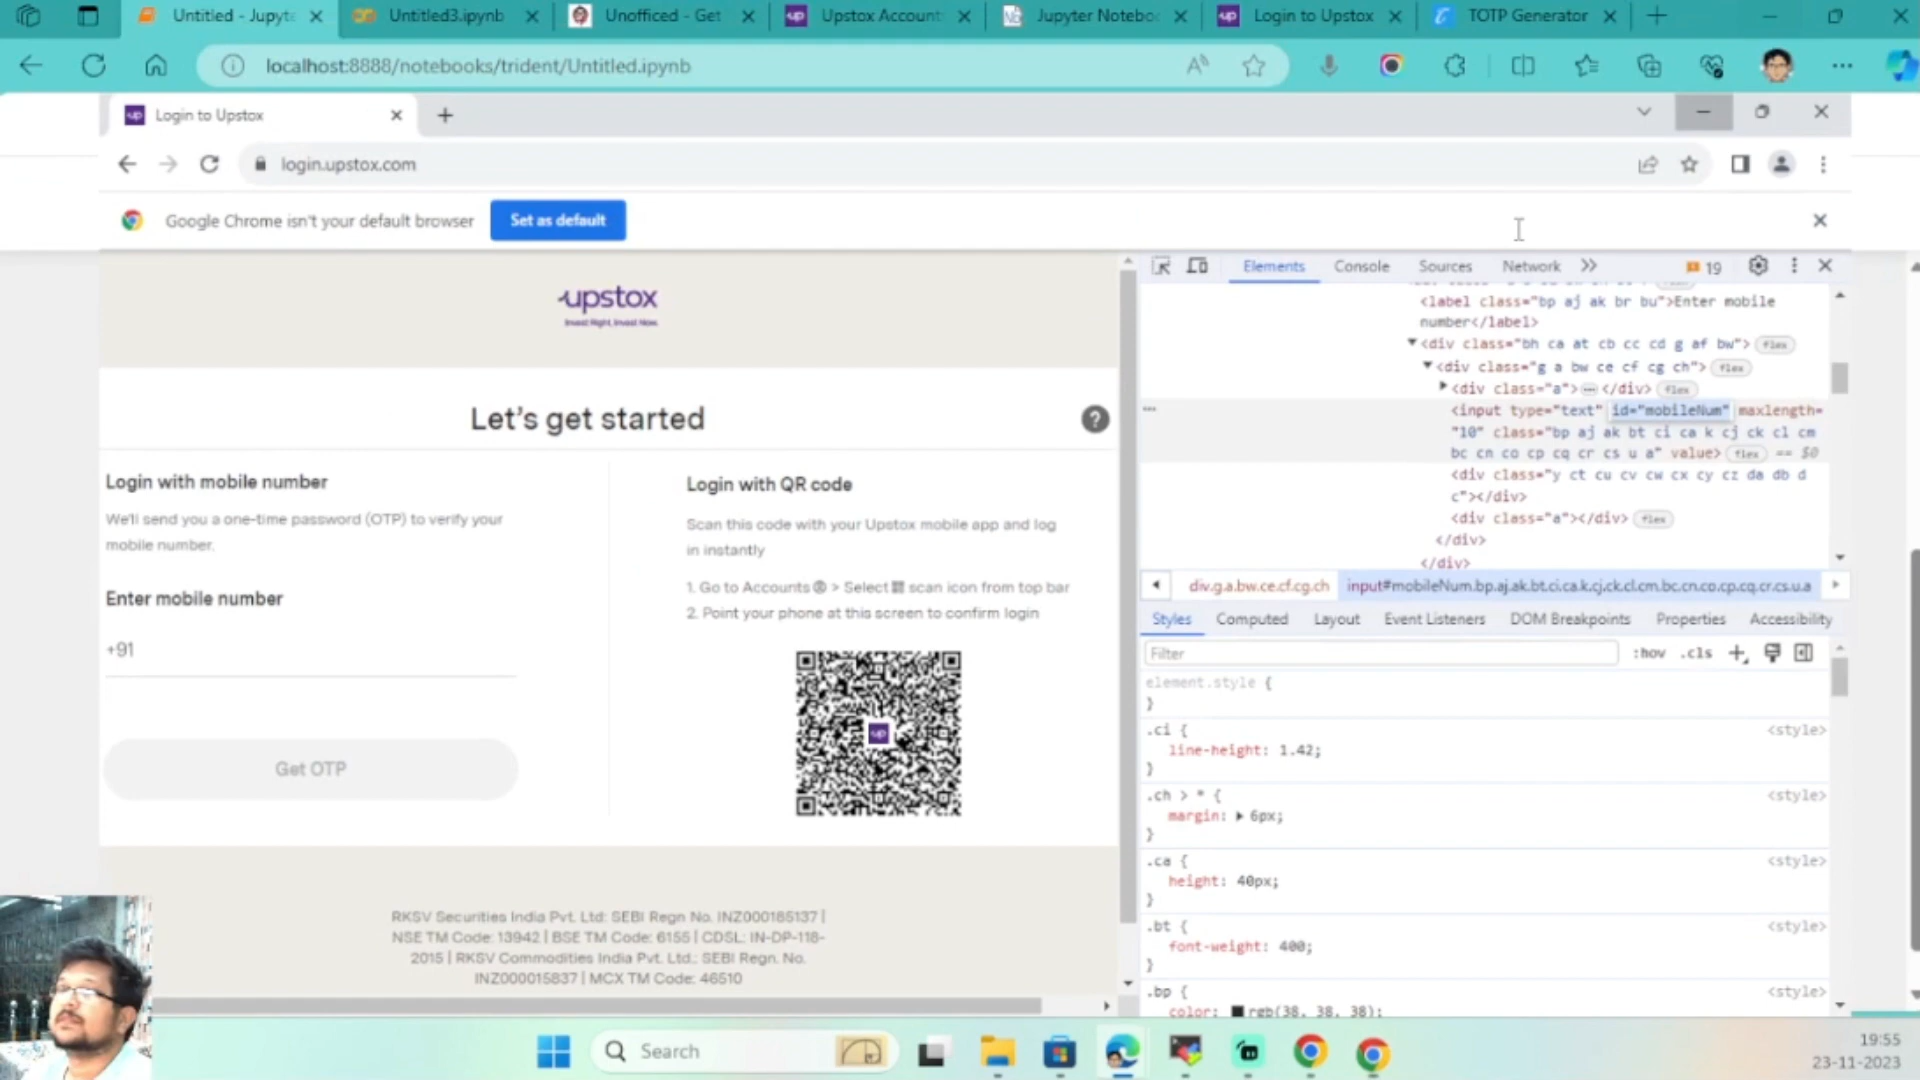 Untitled - Jupyte
Untitled3.ipynb
Unofficed - Get
Upstox Account
Jupyter Notebo
Login to Upstox
TOTP Generator
localhost:8888/notebooks/trident/Untitled.ipynb
Login to Upstox
login.upstox.com
Google Chrome isn't your default browser
Set as default
upstox
Invest Right, Invest Now.
Let's get started
?
Login with mobile number
We'll send you a one-time password (OTP) to verify your
mobile number.
Enter mobile number
+91
Get OTP
Login with QR code
Scan this code with your Upstox mobile app and log
in instantly
1. Go to Accounts > Select scan icon from top bar
2. Point your phone at this screen to confirm login
up
RKSV Securities India Pvt. Ltd: SEBI Regn No. INZ000185137 |
NSE TM Code: 13942 | BSE TM Code: 6155 | CDSL: IN-DP-118-
2015 | RKSV Commodities India Pvt. Ltd.: SEBI Regn. No.
INZ000015837 | MCX TM Code: 46510
Elements
Console
Sources
Network
19
<label class="bp aj ak br bu">Enter mobile
number</label>
<div class="bh ca at cb cc cd g af bw"> flex
<div class="g a bw ce cf cg ch"> flex
<div class="a">⋯</div> flex
<input type="text" id="mobileNum" maxlength=
"10" class="bp aj ak bt ci ca k cj ck cl cm
bc cn co cp cq cr cs u a" value> flex == $0
<div class="y ct cu cv cw cx cy cz da db d
c"></div>
<div class="a"></div> flex
</div>
</div>
div.g.a.bw.ce.cf.cg.ch
input#mobileNum.bp.aj.ak.bt.ci.ca.k.cj.ck.cl.cm.bc.cn.co.cp.cq.cr.cs.u.a
Styles
Computed
Layout
Event Listeners
DOM Breakpoints
Properties
Accessibility
Filter
:hov
.cls
element.style {
}
.ci {
<style>
line-height: 1.42;
}
.ch > * {
<style>
margin: 6px;
}
.ca {
<style>
height: 40px;
}
.bt {
<style>
font-weight: 400;
}
.bp {
<style>
color: rgb(38, 38, 38);
Search
19:55
23-11-2023